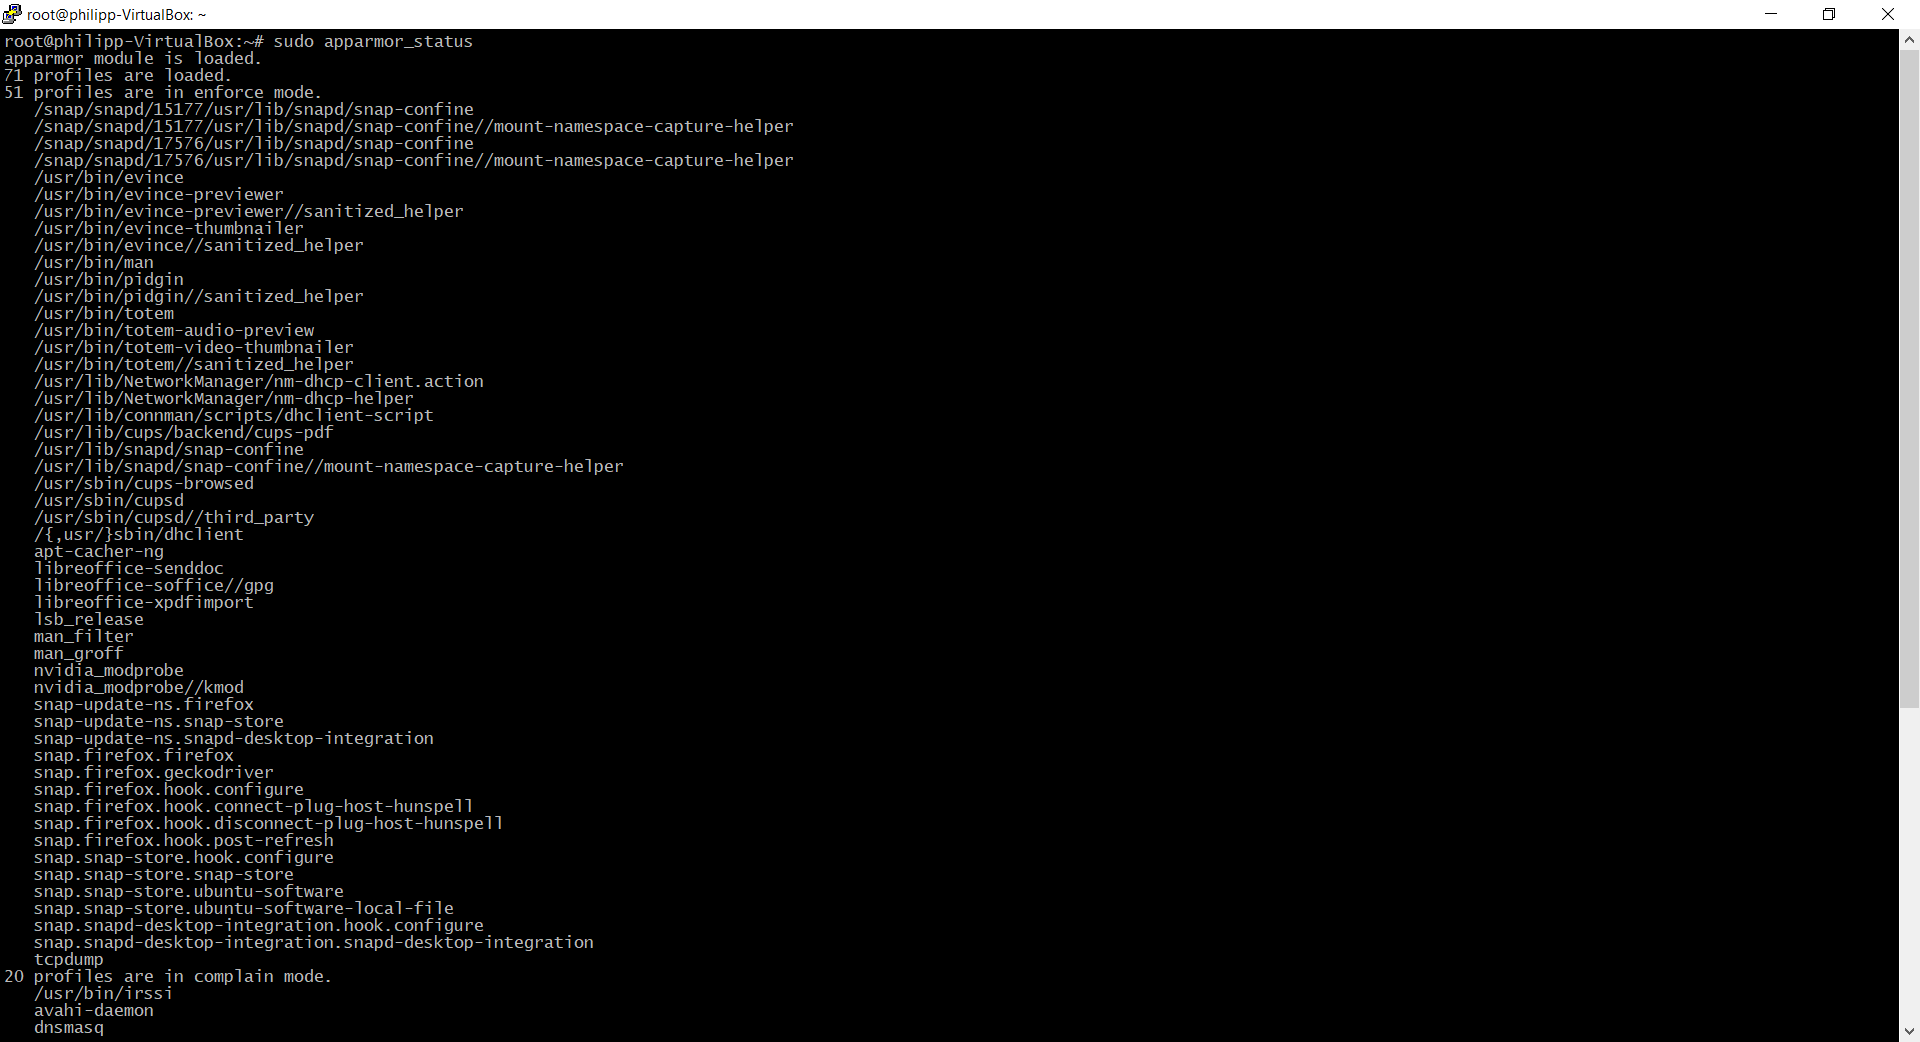 root@philipp-VirtualBox: ~
root@philipp-VirtualBox:~# sudo apparmor_status
apparmor module is loaded.
71 profiles are loaded.
51 profiles are in enforce mode.
   /snap/snapd/15177/usr/lib/snapd/snap-confine
   /snap/snapd/15177/usr/lib/snapd/snap-confine//mount-namespace-capture-helper
   /snap/snapd/17576/usr/lib/snapd/snap-confine
   /snap/snapd/17576/usr/lib/snapd/snap-confine//mount-namespace-capture-helper
   /usr/bin/evince
   /usr/bin/evince-previewer
   /usr/bin/evince-previewer//sanitized_helper
   /usr/bin/evince-thumbnailer
   /usr/bin/evince//sanitized_helper
   /usr/bin/man
   /usr/bin/pidgin
   /usr/bin/pidgin//sanitized_helper
   /usr/bin/totem
   /usr/bin/totem-audio-preview
   /usr/bin/totem-video-thumbnailer
   /usr/bin/totem//sanitized_helper
   /usr/lib/NetworkManager/nm-dhcp-client.action
   /usr/lib/NetworkManager/nm-dhcp-helper
   /usr/lib/connman/scripts/dhclient-script
   /usr/lib/cups/backend/cups-pdf
   /usr/lib/snapd/snap-confine
   /usr/lib/snapd/snap-confine//mount-namespace-capture-helper
   /usr/sbin/cups-browsed
   /usr/sbin/cupsd
   /usr/sbin/cupsd//third_party
   /{,usr/}sbin/dhclient
   apt-cacher-ng
   libreoffice-senddoc
   libreoffice-soffice//gpg
   libreoffice-xpdfimport
   lsb_release
   man_filter
   man_groff
   nvidia_modprobe
   nvidia_modprobe//kmod
   snap-update-ns.firefox
   snap-update-ns.snap-store
   snap-update-ns.snapd-desktop-integration
   snap.firefox.firefox
   snap.firefox.geckodriver
   snap.firefox.hook.configure
   snap.firefox.hook.connect-plug-host-hunspell
   snap.firefox.hook.disconnect-plug-host-hunspell
   snap.firefox.hook.post-refresh
   snap.snap-store.hook.configure
   snap.snap-store.snap-store
   snap.snap-store.ubuntu-software
   snap.snap-store.ubuntu-software-local-file
   snap.snapd-desktop-integration.hook.configure
   snap.snapd-desktop-integration.snapd-desktop-integration
   tcpdump
20 profiles are in complain mode.
   /usr/bin/irssi
   avahi-daemon
   dnsmasq